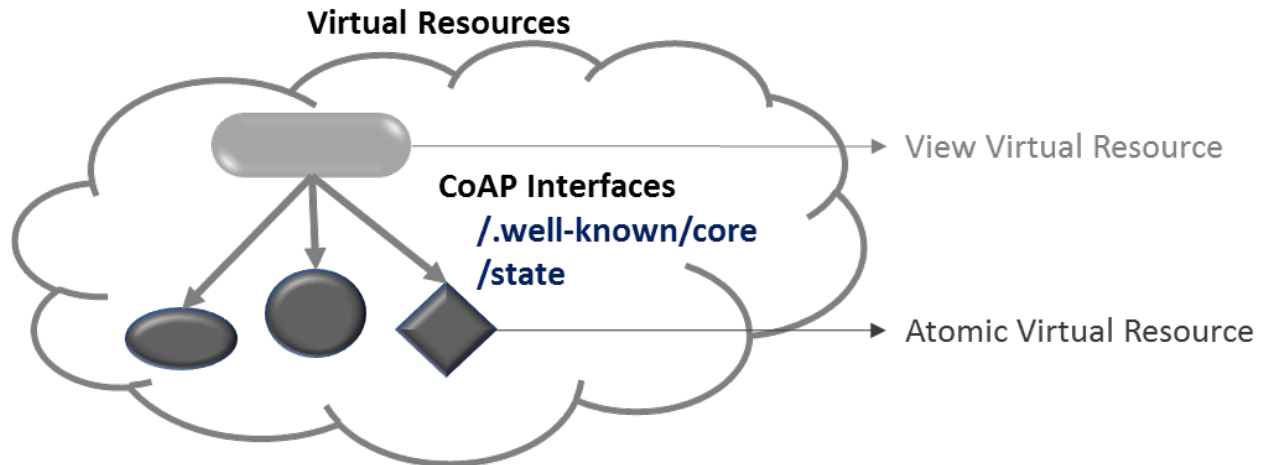 Virtual Resources
View Virtual Resource
CoAP Interfaces
/.well-known/core
/state
Atomic Virtual Resource